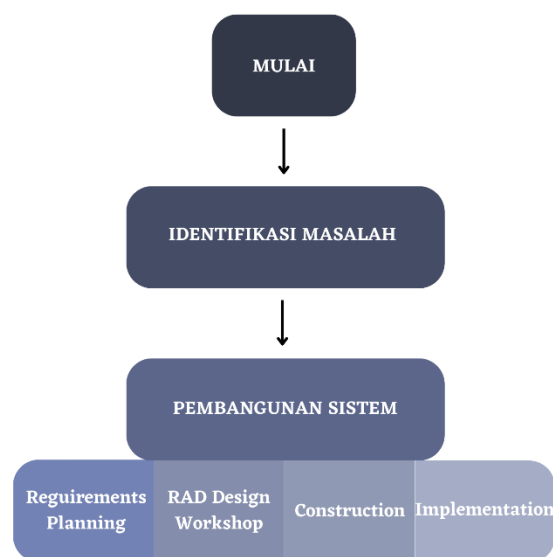 MULAI
IDENTIFIKASI MASALAH
PEMBANGUNAN SISTEM
Reguirements
Planning
RAD Design
Workshop
Construction
Implementation